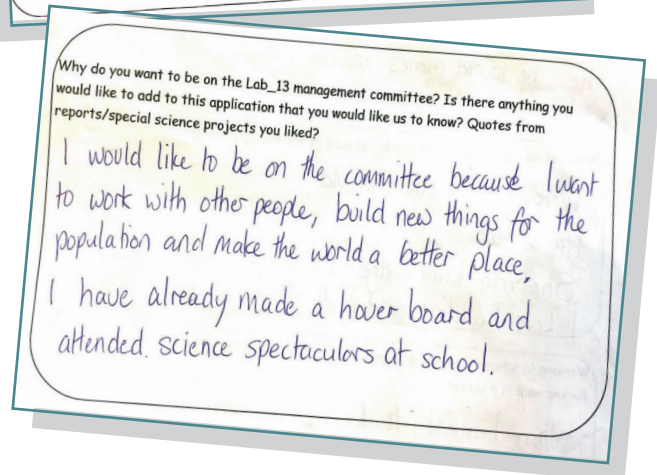 Why do you want to be on the Lab_13 management committee? Is there anything you
would like to add to this application that you would like us to know? Quotes from
reports/special science projects you liked?
I would like to be on the committee because I want
to work with other people, build new things for the
population and make the world a better place,
I have already made a hover board and
attended. science spectaculars at school.